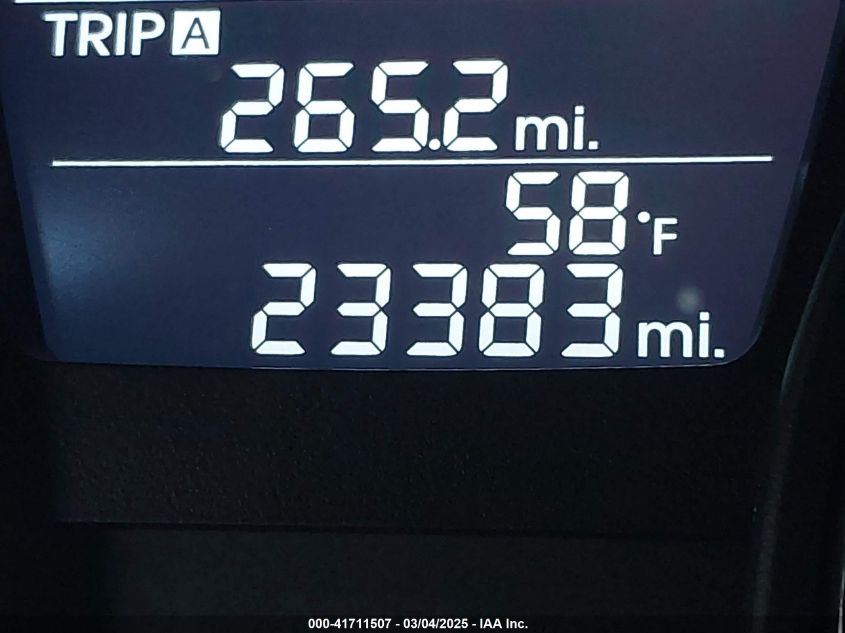 TRIP A
265.2 mi.
58°F
23383 mi.
000-41711507 - 03/04/2025 - IAA Inc.